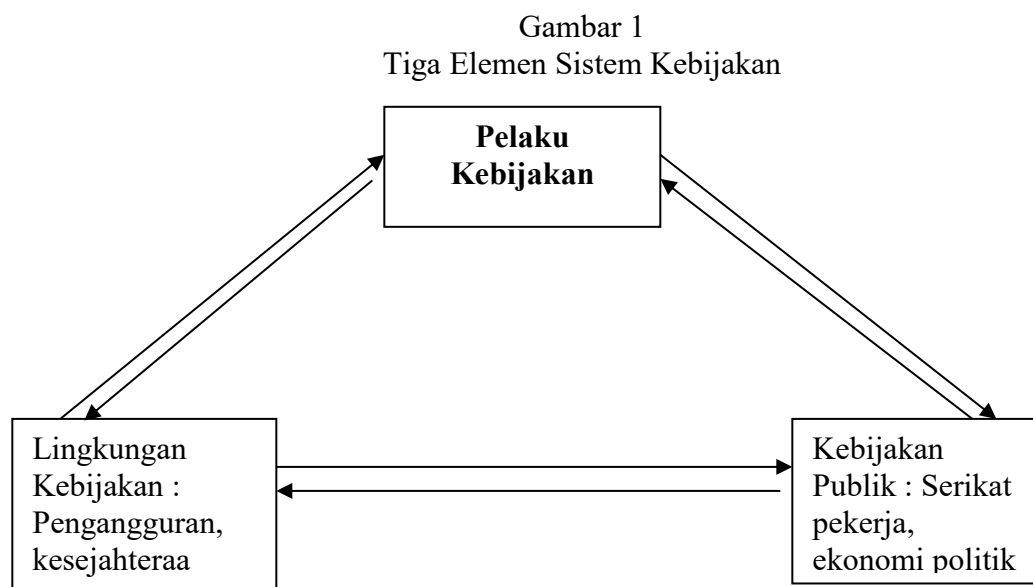 Gambar 1
Tiga Elemen Sistem Kebijakan
Pelaku
Kebijakan
Lingkungan
Kebijakan :
Pengangguran,
kesejahteraa
Kebijakan
Publik : Serikat
pekerja,
ekonomi politik